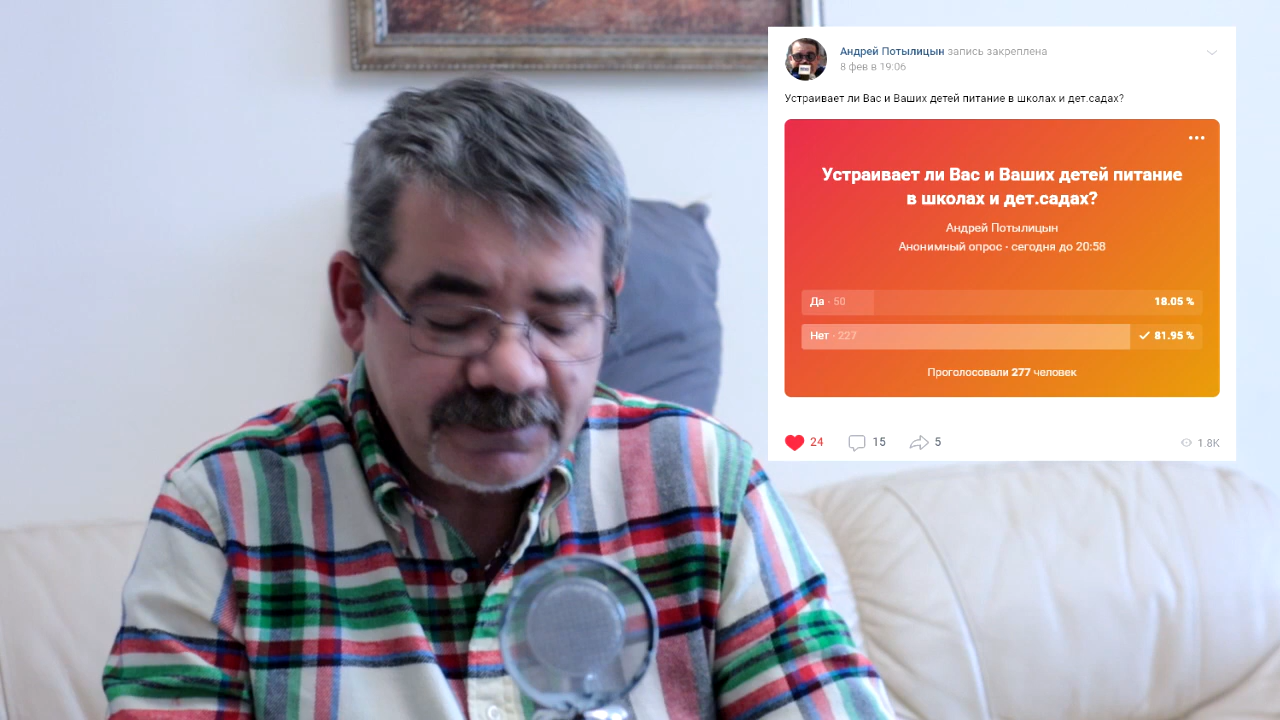 Андрей Потылицын запись закреплена
8 фев в 19:06
Устраивает ли Вас и Ваших детей питание в школах и дет.садах?
Устраивает ли Вас и Ваших детей питание
в школах и дет.садах?
Андрей Потылицын
Анонимный опрос · сегодня до 20:58
Да · 50 18.05 %
Нет · 227 81.95 %
Проголосовали 277 человек
24 15 5 1.8K